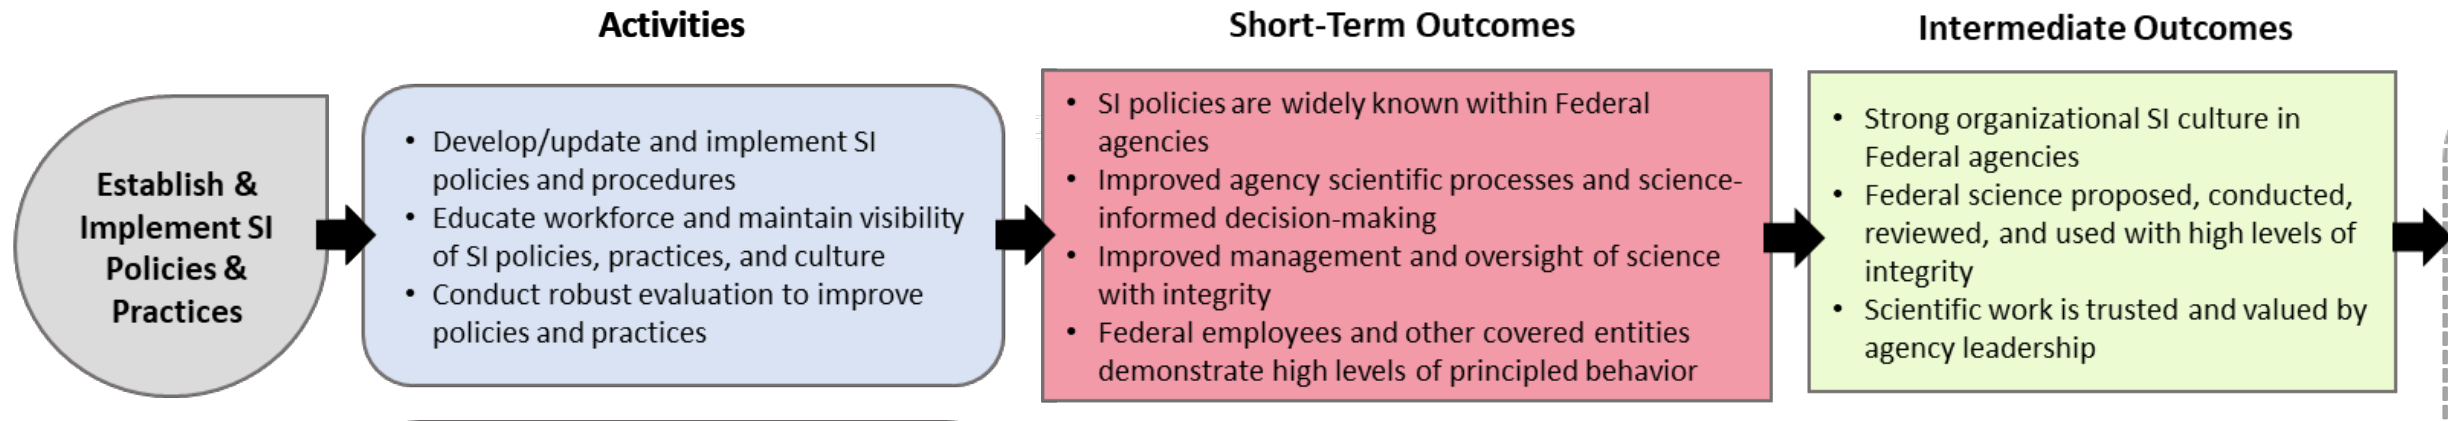 Activities
Short-Term Outcomes
Intermediate Outcomes
Establish &
Implement SI
Policies &
Practices
• Develop/update and implement SI
policies and procedures
• Educate workforce and maintain visibility
of SI policies, practices, and culture
• Conduct robust evaluation to improve
policies and practices
• SI policies are widely known within Federal
agencies
• Improved agency scientific processes and science-
informed decision-making
• Improved management and oversight of science
with integrity
• Federal employees and other covered entities
demonstrate high levels of principled behavior
• Strong organizational SI culture in
Federal agencies
• Federal science proposed, conducted,
reviewed, and used with high levels of
integrity
• Scientific work is trusted and valued by
agency leadership